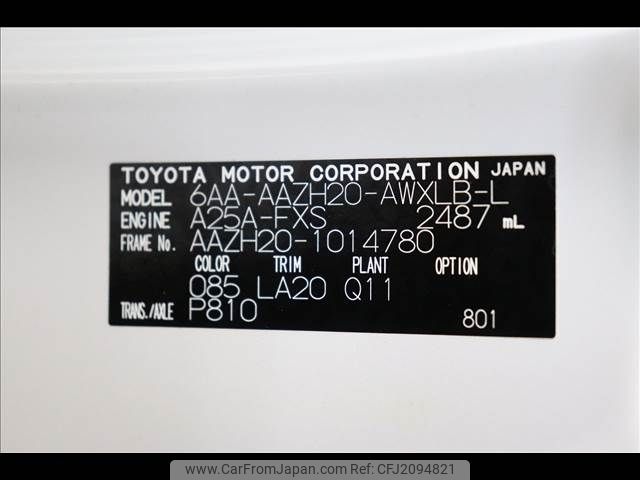 TOYOTA MOTOR CORPORATION JAPAN
MODEL 6AA-AAZH20-AWXLB-L
ENGINE A25A-FXS 2487 mL
FRAME No. AAZH20-1014780
COLOR TRIM PLANT OPTION
085 LA20 Q11
TRANS./AXLE P810
801
www.CarFromJapan.com | CFJ2094821